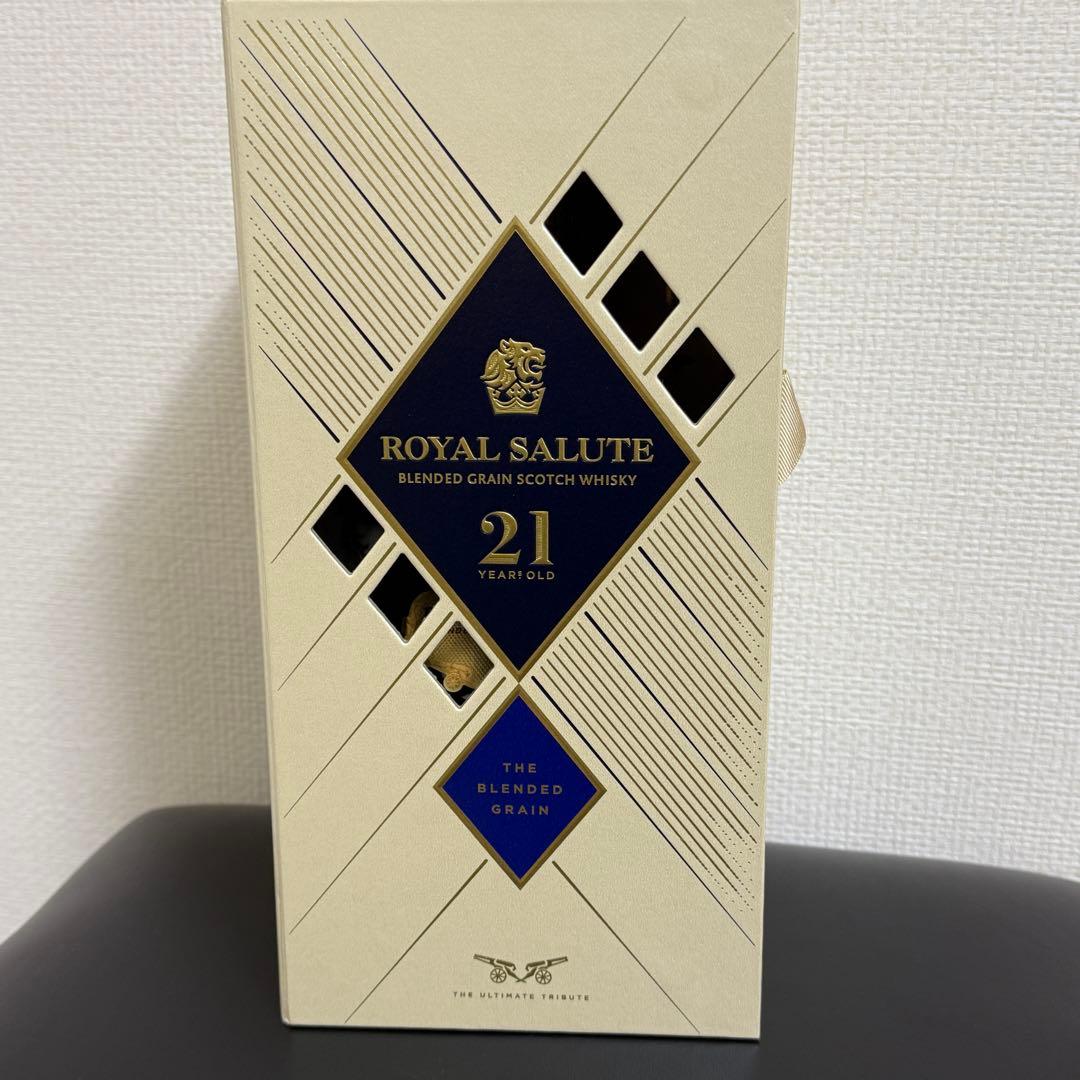 ROYAL SALUTE
BLENDED GRAIN SCOTCH WHISKY
21
YEARS OLD
THE
BLENDED
GRAIN
THE ULTIMATE TRIBUTE